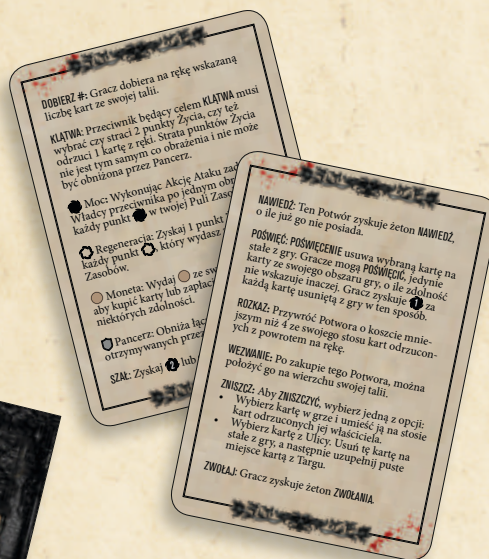 DOBIERZ #: Gracz dobiera na rękę wskazaną
liczbę kart ze swojej talii.
KLĄTWA: Przeciwnik będący celem KLĄTWA musi
wybrać czy straci 2 punkty Życia, czy też
odrzuci 1 kartę z ręki. Strata punktów Życia
nie jest tym samym co obrażenia i nie może
być obniżona przez Pancerz.
Moc: Wykonując Akcję Ataku zad
Władcy przeciwnika po jednym obr
każdy punkt w twojej Puli Zaso
Regeneracja: Zyskaj 1 punkt
każdy punkt , który wydasz
Zasobów.
Moneta: Wydaj ze sw
aby kupić karty lub zapłac
niektórych zdolności.
Pancerz: Obniża łąc
otrzymywanych przez
SZAŁ: Zyskaj 2 lub
NAWIEDŹ: Ten Potwór zyskuje żeton NAWIEDŹ,
o ile już go nie posiada.
POŚWIĘĆ: POŚWIĘCENIE usuwa wybraną kartę na
stałe z gry. Gracze mogą POŚWIĘCIĆ, jedynie
karty ze swojego obszaru gry, o ile zdolność
nie wskazuje inaczej. Gracz zyskuje 1 za
każdą kartę usuniętą z gry w ten sposób.
ROZKAZ: Przywróć Potwora o koszcie mnie-
jszym niż 4 ze swojego stosu kart odrzucon-
ych z powrotem na rękę.
WEZWANIE: Po zakupie tego Potwora, można
położyć go na wierzchu swojej talii.
ZNISZCZ: Aby ZNISZCZYĆ, wybierz jedną z opcji:
• Wybierz kartę w grze i umieść ją na stosie
kart odrzuconych jej właściciela.
• Wybierz kartę z Ulicy. Usuń tę kartę na
stałe z gry, a następnie uzupełnij puste
miejsce kartą z Targu.
ZWOŁAJ: Gracz zyskuje żeton ZWOŁANIA.